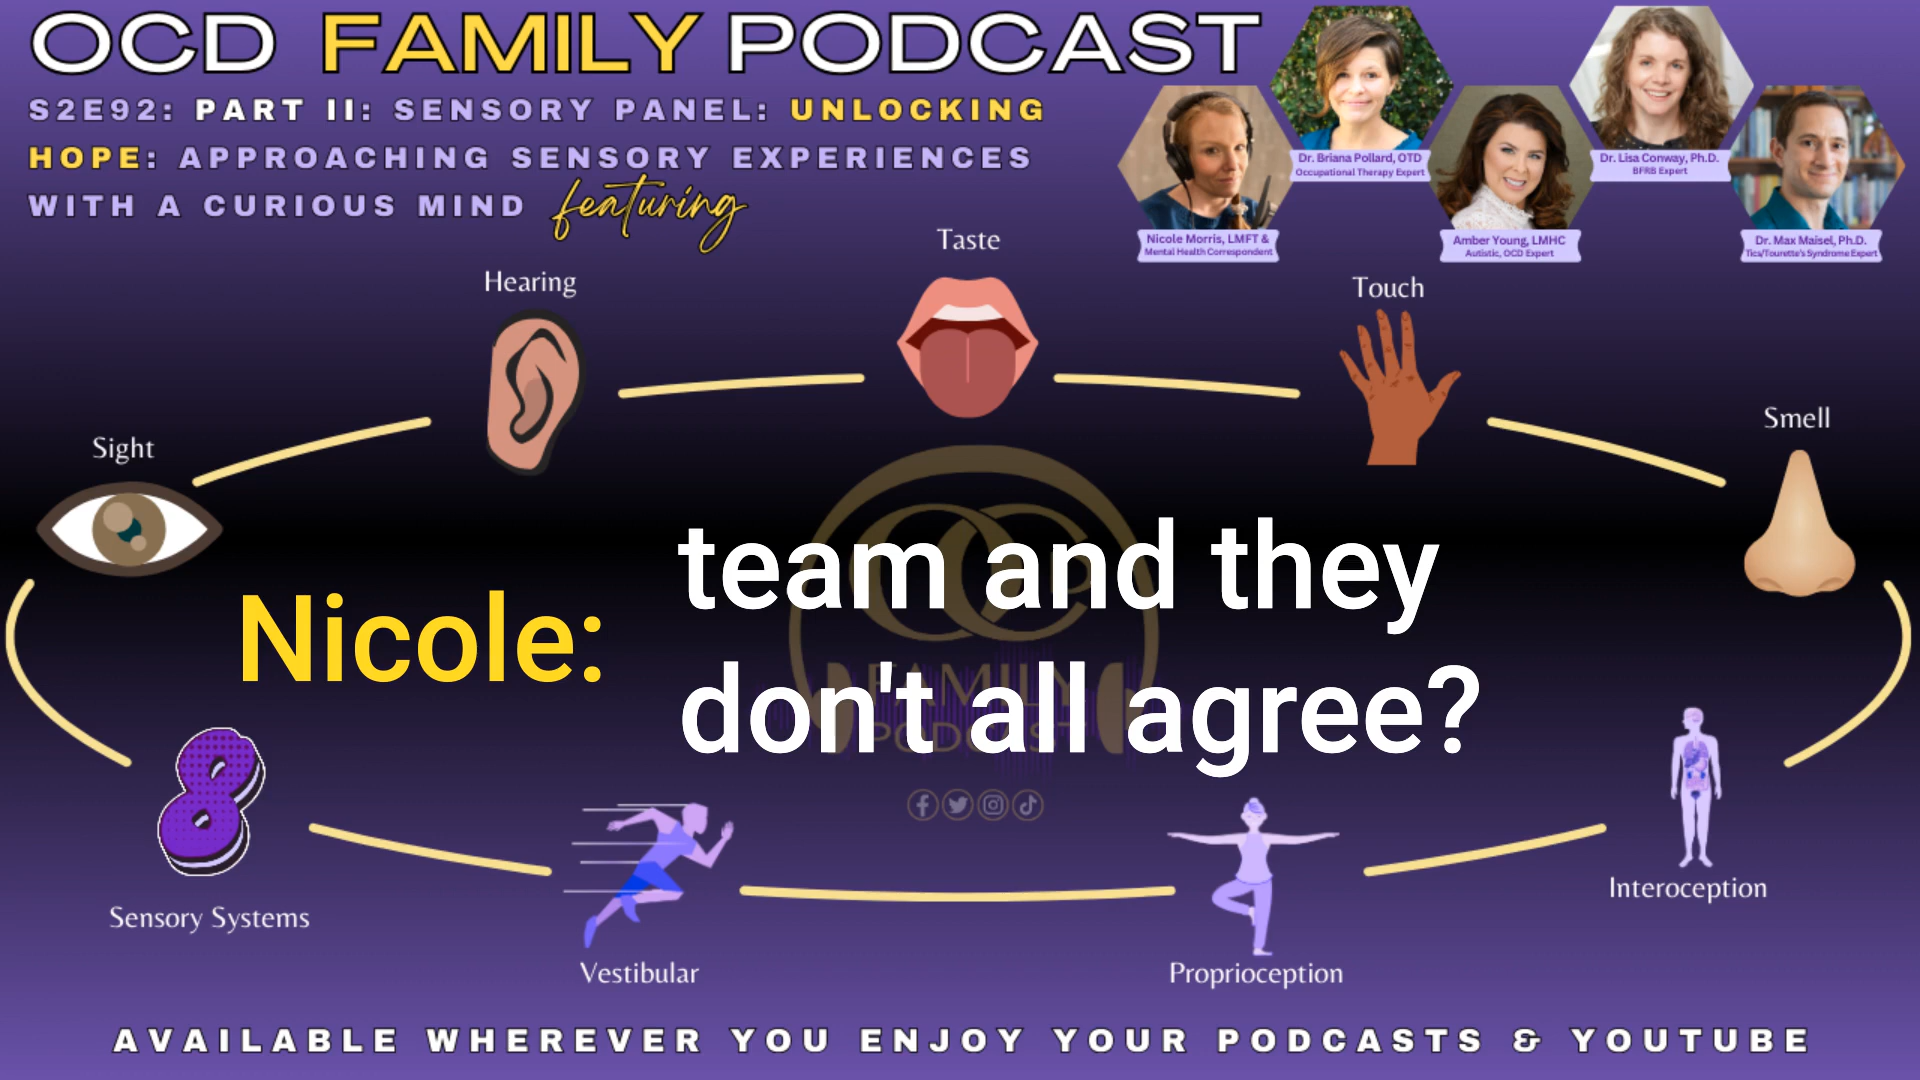 OCD FAMILY PODCAST
S2E92: PART II: SENSORY PANEL: UNLOCKING
HOPE: APPROACHING SENSORY EXPERIENCES
WITH A CURIOUS MIND featuring
Dr. Briana Pollard, OTD
Occupational Therapy Expert
Dr. Lisa Conway, Ph.D.
BFRB Expert
Nicole Morris, LMFT &
Mental Health Correspondent
Amber Young, LMHC
Autistic, OCD Expert
Dr. Max Maisel, Ph.D.
Tics/Tourette's Syndrome Expert
Taste
Hearing
Touch
Smell
Sight
Nicole:
team and they
don't all agree?
FAMILY
PODCAST
Interoception
Sensory Systems
Vestibular
Proprioception
AVAILABLE WHEREVER YOU ENJOY YOUR PODCASTS & YOUTUBE